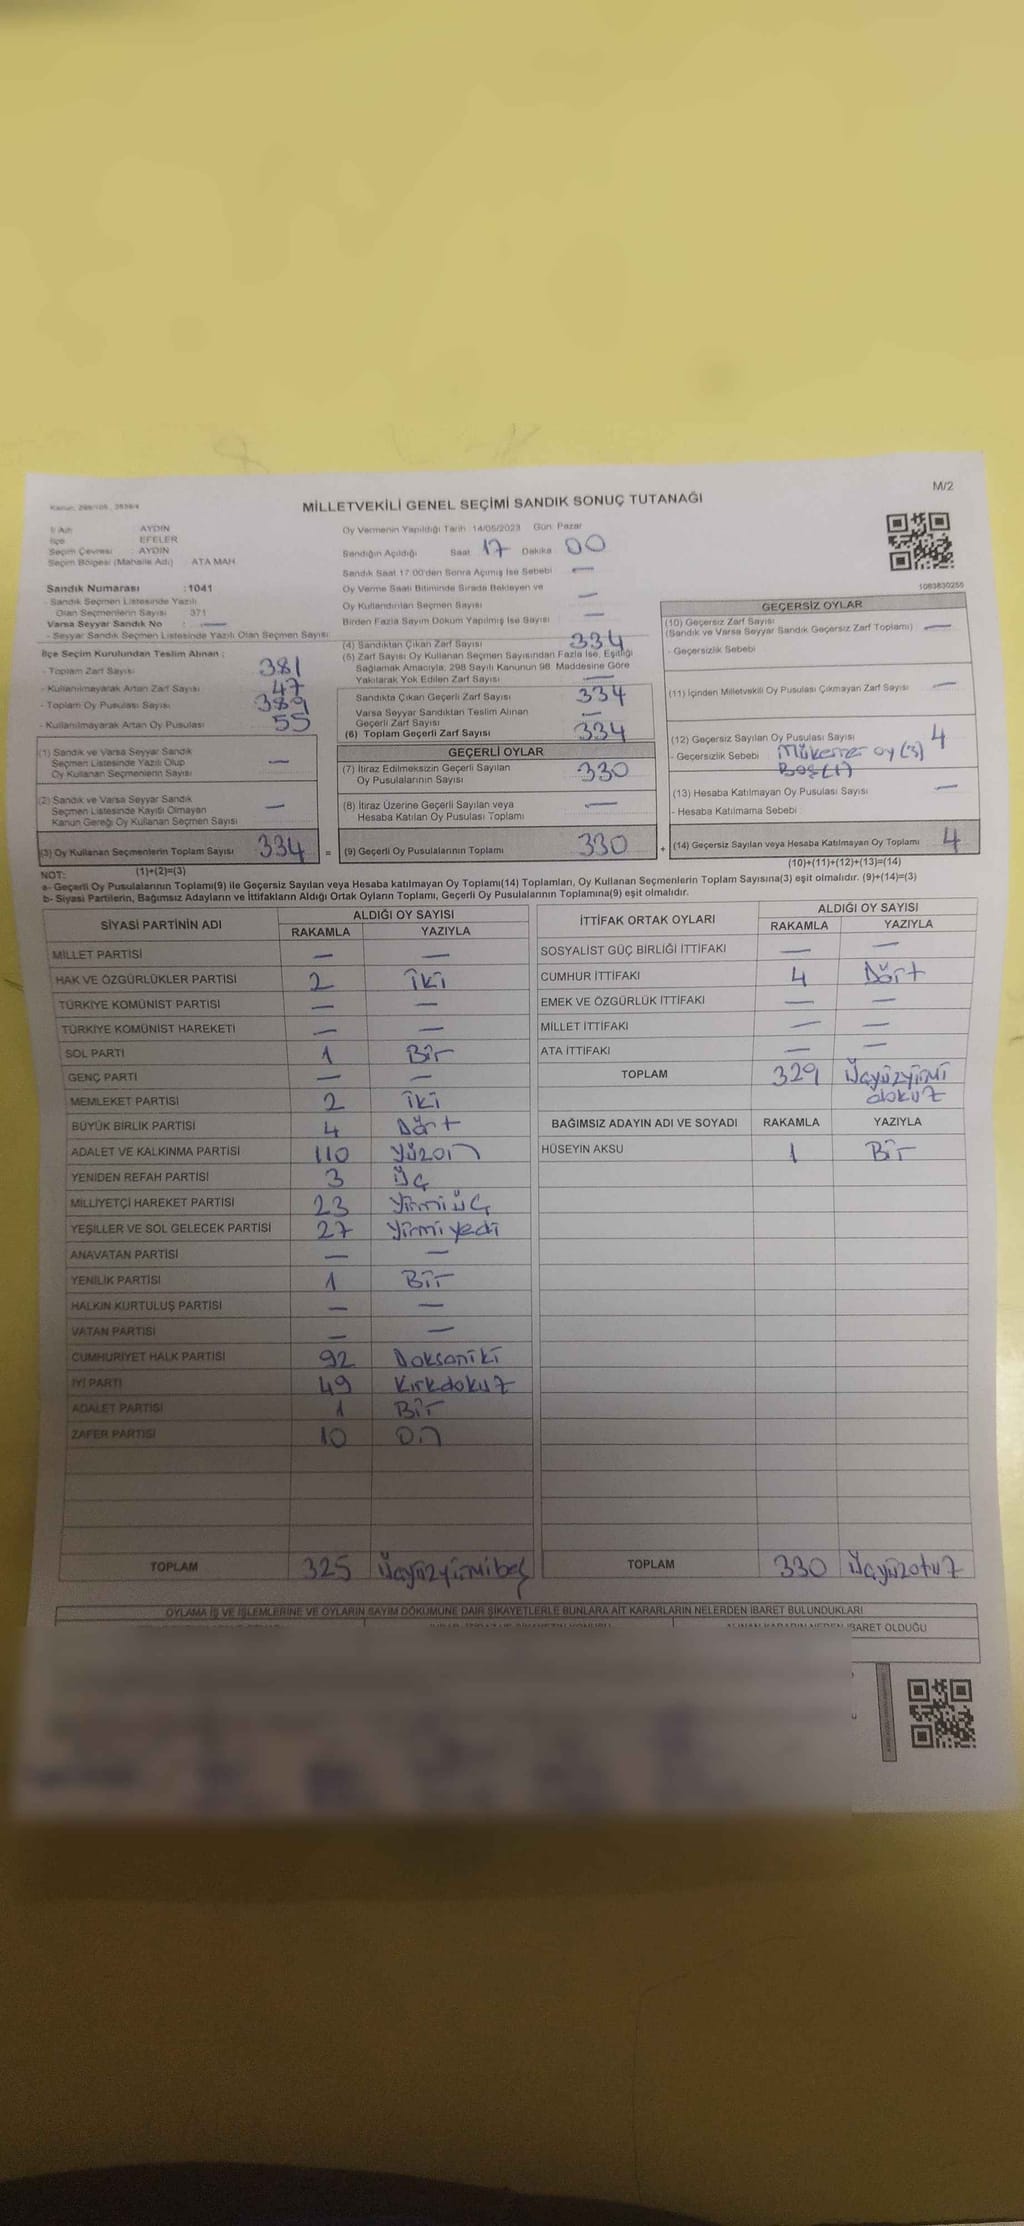 M/2
MİLLETVEKİLİ GENEL SEÇİMİ SANDIK SONUÇ TUTANAĞI
İl Adı : AYDIN
İlçe : EFELER
Seçim Çevresi : AYDIN
Seçim Bölgesi (Mahalle Adı) : ATA MAH
Sandık Numarası : 1041
- Sandık Seçmen Listesinde Yazılı
Olan Seçmenlerin Sayısı : 371
Varsa Seyyar Sandık No : —
- Seyyar Sandık Seçmen Listesinde Yazılı Olan Seçmen Sayısı:
İlçe Seçim Kurulundan Teslim Alınan :
- Toplam Zarf Sayısı 381
- Kullanılmayarak Artan Zarf Sayısı 47
- Toplam Oy Pusulası Sayısı 389
- Kullanılmayarak Artan Oy Pusulası 55
(1) Sandık ve Varsa Seyyar Sandık
Seçmen Listesinde Yazılı Olup
Oy Kullanan Seçmenlerin Sayısı —
(2) Sandık ve Varsa Seyyar Sandık
Seçmen Listesinde Kayıtlı Olmayan
Kanun Gereği Oy Kullanan Seçmen Sayısı —
(3) Oy Kullanan Seçmenlerin Toplam Sayısı 334 =
(1)+(2)=(3)
Oy Vermenin Yapıldığı Tarih : 14/05/2023 Gün: Pazar
Sandığın Açıldığı Saat 17 Dakika 00
Sandık Saat 17:00'den Sonra Açılmış İse Sebebi —
Oy Verme Saati Bitiminde Sırada Bekleyen ve
Oy Kullandırılan Seçmen Sayısı —
Birden Fazla Sayım Döküm Yapılmış İse Sayısı —
(4) Sandıktan Çıkan Zarf Sayısı 334
(5) Zarf Sayısı Oy Kullanan Seçmen Sayısından Fazla İse, Eşitliği
Sağlamak Amacıyla, 298 Sayılı Kanunun 98. Maddesine Göre
Yakılarak Yok Edilen Zarf Sayısı —
Sandıkta Çıkan Geçerli Zarf Sayısı 334
Varsa Seyyar Sandıktan Teslim Alınan
Geçerli Zarf Sayısı —
(6) Toplam Geçerli Zarf Sayısı 334
GEÇERLİ OYLAR
(7) İtiraz Edilmeksizin Geçerli Sayılan
Oy Pusulalarının Sayısı 330
(8) İtiraz Üzerine Geçerli Sayılan veya
Hesaba Katılan Oy Pusulası Toplamı —
(9) Geçerli Oy Pusulalarının Toplamı 330 +
1083830255
GEÇERSİZ OYLAR
(10) Geçersiz Zarf Sayısı
(Sandık ve Varsa Seyyar Sandık Geçersiz Zarf Toplamı) —
- Geçersizlik Sebebi
(11) İçinden Milletvekili Oy Pusulası Çıkmayan Zarf Sayısı —
(12) Geçersiz Sayılan Oy Pusulası Sayısı 4
- Geçersizlik Sebebi : Mükerrer oy (3)
Boş(1)
(13) Hesaba Katılmayan Oy Pusulası Sayısı —
- Hesaba Katılmama Sebebi :
(14) Geçersiz Sayılan veya Hesaba Katılmayan Oy Toplamı 4
(10)+(11)+(12)+(13)=(14)
NOT:
a- Geçerli Oy Pusulalarının Toplamı(9) ile Geçersiz Sayılan veya Hesaba katılmayan Oy Toplamı(14) Toplamları, Oy Kullanan Seçmenlerin Toplam Sayısına(3) eşit olmalıdır. (9)+(14)=(3)
b- Siyasi Partilerin, Bağımsız Adayların ve İttifakların Aldığı Ortak Oyların Toplamı, Geçerli Oy Pusulalarının Toplamına(9) eşit olmalıdır.
SİYASİ PARTİNİN ADI ALDIĞI OY SAYISI
RAKAMLA YAZIYLA
MİLLET PARTİSİ — —
HAK VE ÖZGÜRLÜKLER PARTİSİ 2 iki
TÜRKİYE KOMÜNİST PARTİSİ — —
TÜRKİYE KOMÜNİST HAREKETİ — —
SOL PARTİ 1 Bir
GENÇ PARTİ — —
MEMLEKET PARTİSİ 2 iki
BÜYÜK BİRLİK PARTİSİ 4 Dört
ADALET VE KALKINMA PARTİSİ 110 yüzon
YENİDEN REFAH PARTİSİ 3 Üç
MİLLİYETÇİ HAREKET PARTİSİ 23 yirmiüç
YEŞİLLER VE SOL GELECEK PARTİSİ 27 yirmiyedi
ANAVATAN PARTİSİ — —
YENİLİK PARTİSİ 1 Bir
HALKIN KURTULUŞ PARTİSİ — —
VATAN PARTİSİ — —
CUMHURİYET HALK PARTİSİ 92 Doksaniki
İYİ PARTİ 49 Kırkdokuz
ADALET PARTİSİ 1 Bir
ZAFER PARTİSİ 10 On
TOPLAM 325 Üçyüzyirmibeş
İTTİFAK ORTAK OYLARI ALDIĞI OY SAYISI
RAKAMLA YAZIYLA
SOSYALİST GÜÇ BİRLİĞİ İTTİFAKI — —
CUMHUR İTTİFAKI 4 Dört
EMEK VE ÖZGÜRLÜK İTTİFAKI — —
MİLLET İTTİFAKI — —
ATA İTTİFAKI — —
TOPLAM 329 Üçyüzyirmi
dokuz
BAĞIMSIZ ADAYIN ADI VE SOYADI RAKAMLA YAZIYLA
HÜSEYİN AKSU 1 Bir
TOPLAM 330 Üçyüzotuz
OYLAMA İŞ VE İŞLEMLERİNE VE OYLARIN SAYIM DÖKÜMÜNE DAİR ŞİKAYETLERLE BUNLARA AİT KARARLARIN NELERDEN İBARET BULUNDUKLARI
İBARET OLDUĞU